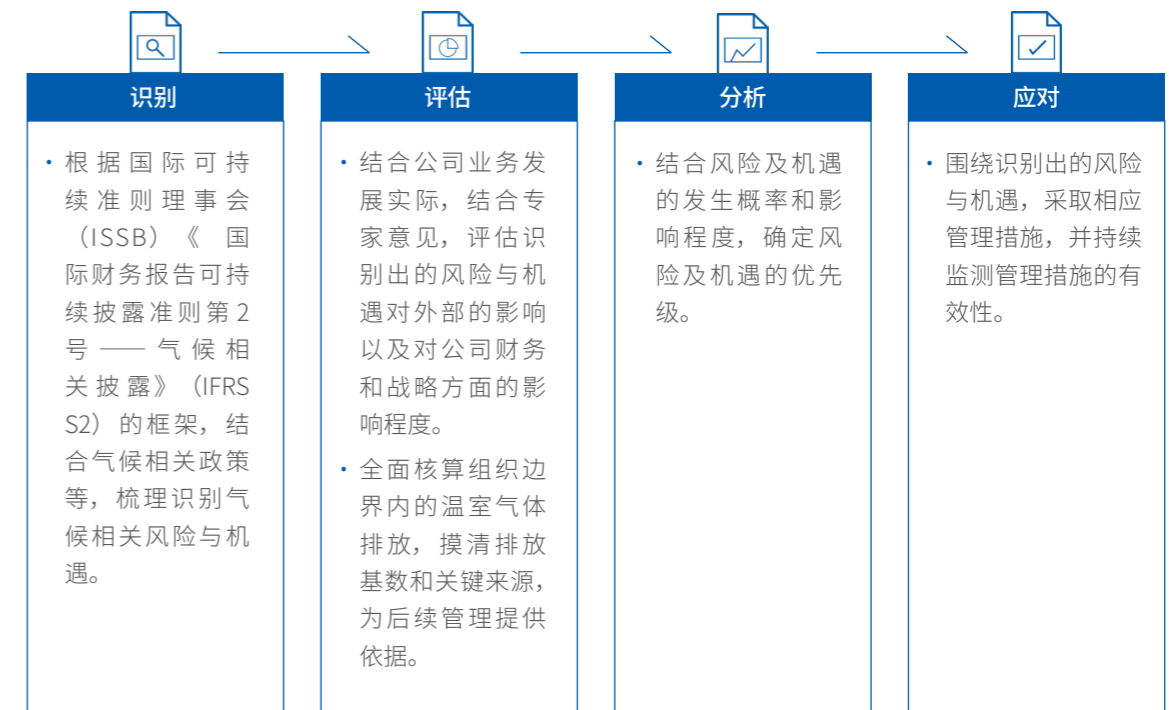 识别
根据国际可持
续准则理事会
（ISSB）《 国
际财务报告可持
续披露准则第 2
号 —— 气候相
关披露》（IFRS
S2）的框架，结
合气候相关政策
等，梳理识别气
候相关风险与机
遇。
评估
结合公司业务发
展实际，结合专
家意见，评估识
别出的风险与机
遇对外部的影响
以及对公司财务
和战略方面的影
响程度。
全面核算组织边
界内的温室气体
排放，摸清排放
基数和关键来源，
为后续管理提供
依据。
分析
结合风险及机遇
的发生概率和影
响程度，确定风
险及机遇的优先
级。
应对
围绕识别出的风险
与机遇，采取相应
管理措施，并持续
监测管理措施的有
效性。